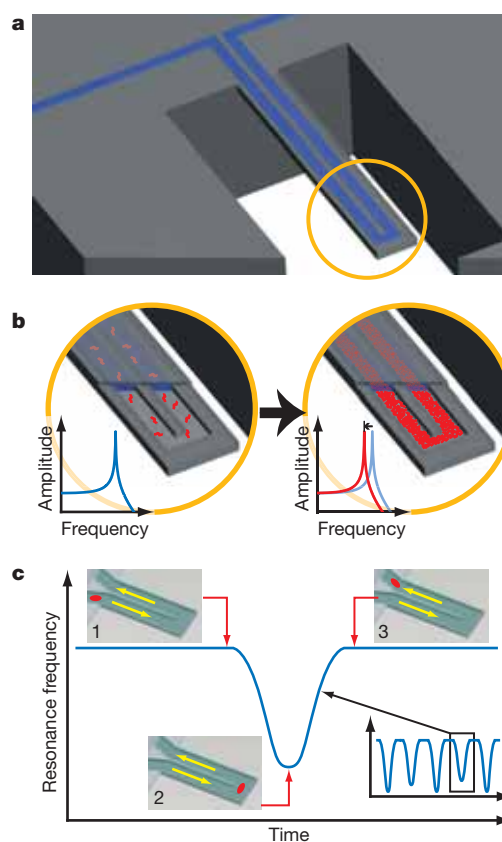 a
b
Amplitude
Frequency
Amplitude
Frequency
c
Resonance frequency
1
3
2
Time